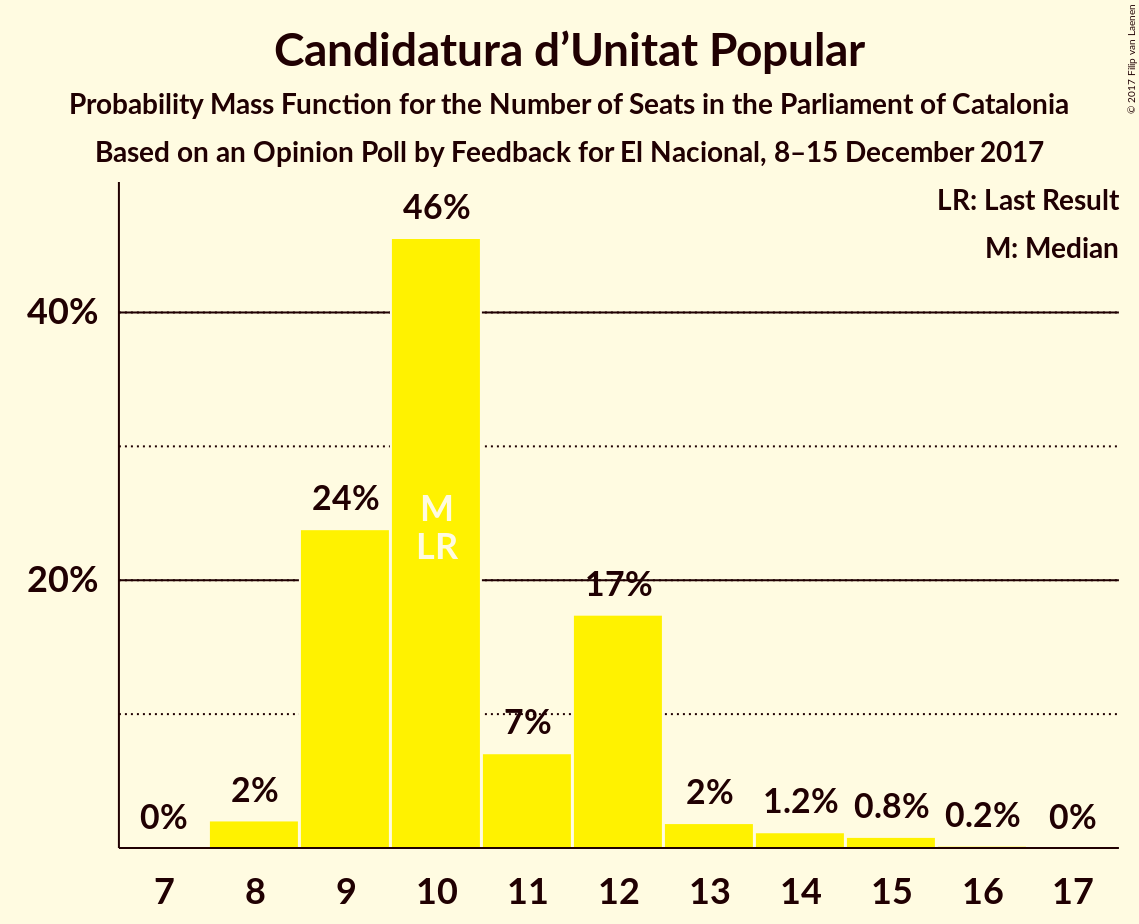 Candidatura d’Unitat Popular
Probability Mass Function for the Number of Seats in the Parliament of Catalonia
Based on an Opinion Poll by Feedback for El Nacional, 8–15 December 2017
© 2017 Filip van Laenen
LR: Last Result
M: Median
46%
40%
24%
M
LR
20%
17%
7%
0%
2%
2%
1.2%
0.8%
0.2%
0%
7 8 9 10 11 12 13 14 15 16 17